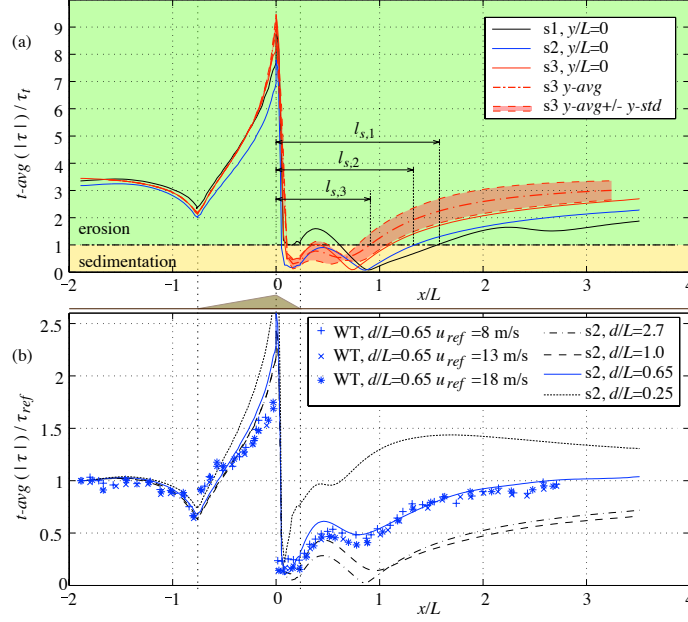 (a)
t-avg ( | τ | ) / τt
9
8
7
6
5
4
3
2
1
0
s1, y/L=0
s2, y/L=0
s3, y/L=0
s3 y-avg
s3 y-avg+/- y-std
ls,1
ls,2
ls,3
erosion
sedimentation
−2 −1 0 1 2 3 4
x/L
(b)
t-avg ( | τ | ) / τref
2.5
2
1.5
1
0.5
0
WT, d/L=0.65 uref =8 m/s
WT, d/L=0.65 uref =13 m/s
WT, d/L=0.65 uref =18 m/s
s2, d/L=2.7
s2, d/L=1.0
s2, d/L=0.65
s2, d/L=0.25
−2 −1 0 1 2 3 4
x/L